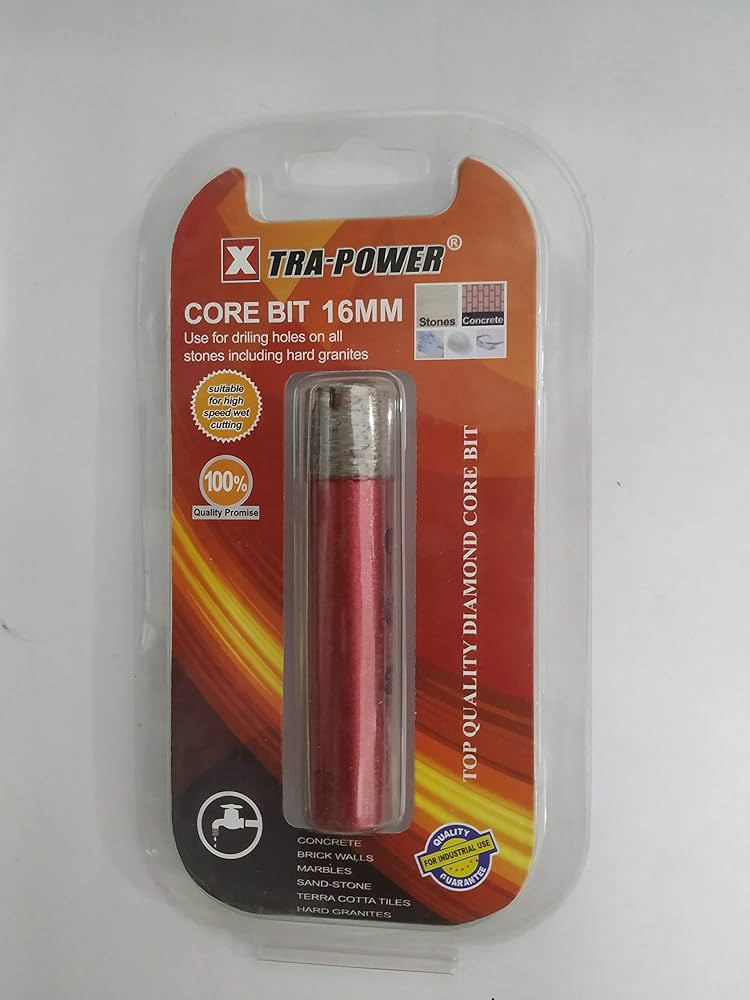 X TRA-POWER®
CORE BIT 16MM
Use for driling holes on all
stones including hard granites
Stones
Concrete
suitable
for high
speed wet
cutting
100%
Quality Promise
TOP QUALITY DIAMOND CORE BIT
CONCRETE
BRICK WALLS
MARBLES
SAND-STONE
TERRA COTTA TILES
HARD GRANITES
QUALITY
FOR INDUSTRIAL USE
GUARANTEE